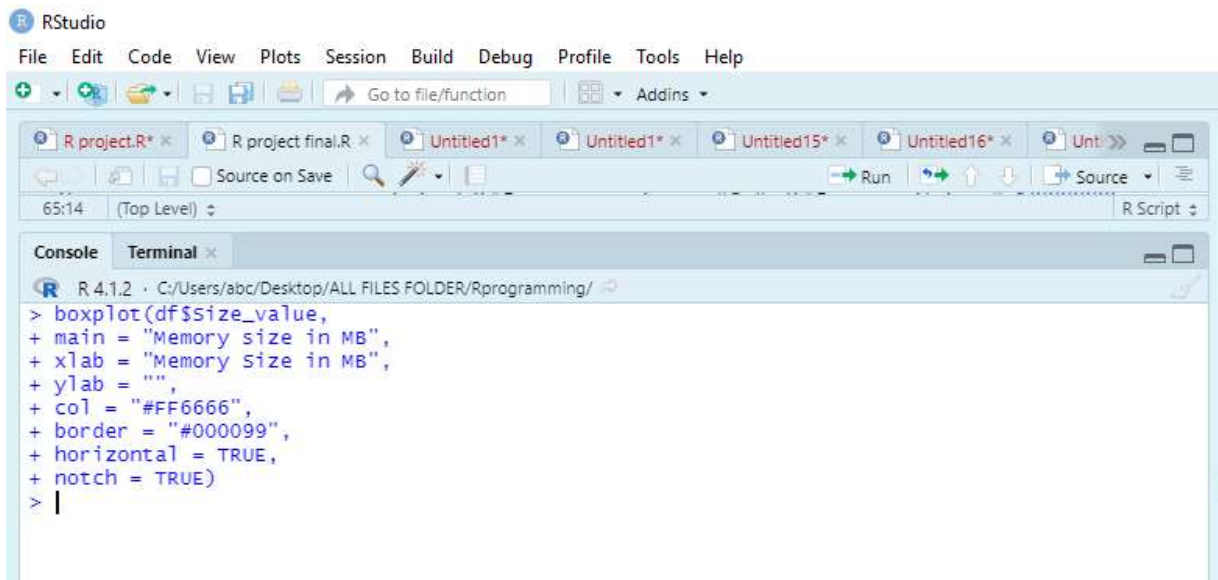 RStudio
File Edit Code View Plots Session Build Debug Profile Tools Help
Go to file/function Addins
R project.R* R project final.R Untitled1* Untitled1* Untitled15* Untitled16* Unti
Source on Save Run Source
65:14 (Top Level) R Script
Console Terminal
R 4.1.2 · C:/Users/abc/Desktop/ALL FILES FOLDER/Rprogramming/
> boxplot(df$Size_value,
+ main = "Memory size in MB",
+ xlab = "Memory Size in MB",
+ ylab = "",
+ col = "#FF6666",
+ border = "#000099",
+ horizontal = TRUE,
+ notch = TRUE)
>